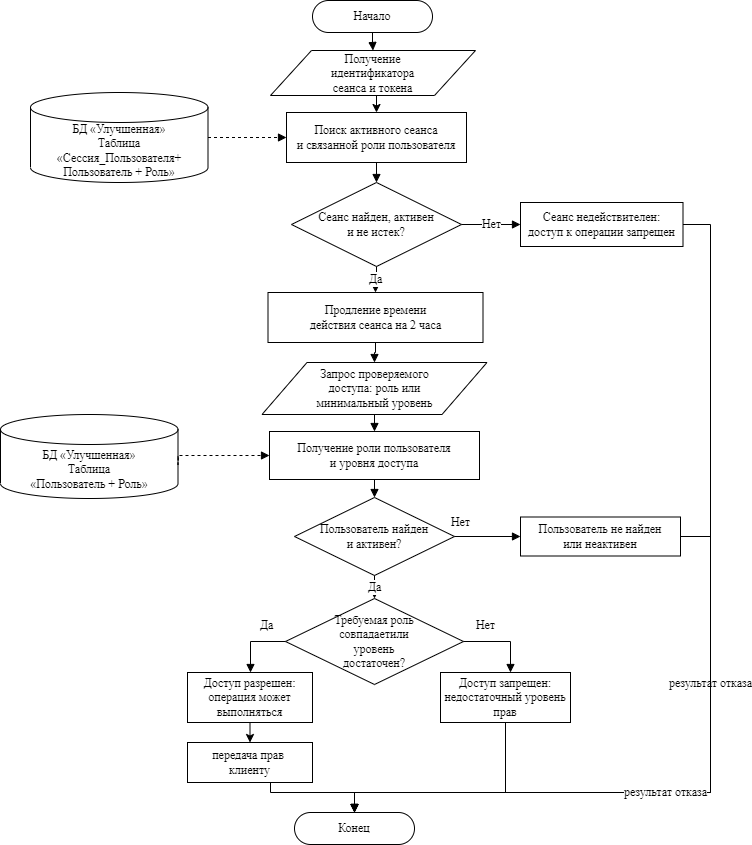 Начало
Получение
идентификатора
сеанса и токена
БД «Улучшенная»
Таблица
«Сессия_Пользователя+
Пользователь + Роль»
Поиск активного сеанса
и связанной роли пользователя
Сеанс найден, активен
и не истек?
Нет
Сеанс недействителен:
доступ к операции запрещен
Да
Продление времени
действия сеанса на 2 часа
Запрос проверяемого
доступа: роль или
минимальный уровень
БД «Улучшенная»
Таблица
«Пользователь + Роль»
Получение роли пользователя
и уровня доступа
Пользователь найден
и активен?
Нет
Пользователь не найден
или неактивен
Да
Да
Требуемая роль
совпадаетили
уровень
достаточен?
Нет
Доступ разрешен:
операция может
выполняться
Доступ запрещен:
недостаточный уровень
прав
результат отказа
передача прав
клиенту
результат отказа
Конец